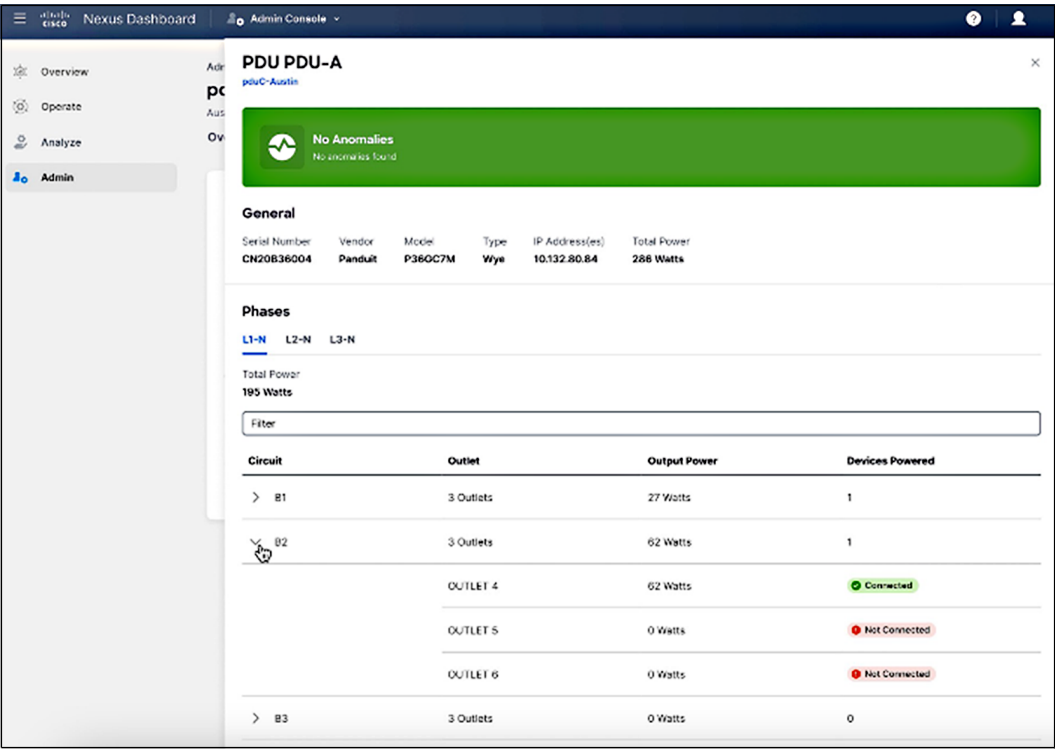 cisco Nexus Dashboard Admin Console
Overview
Operate
Analyze
Admin
PDU PDU-A
pduC-Austin
No Anomalies
No anomalies found
General
Serial Number Vendor Model Type IP Address(es) Total Power
CN20B36004 Panduit P36GC7M Wye 10.132.80.84 286 Watts
Phases
L1-N L2-N L3-N
Total Power
195 Watts
Filter
Circuit Outlet Output Power Devices Powered
B1 3 Outlets 27 Watts 1
B2 3 Outlets 62 Watts 1
OUTLET 4 62 Watts Connected
OUTLET 5 0 Watts Not Connected
OUTLET 6 0 Watts Not Connected
B3 3 Outlets 0 Watts 0